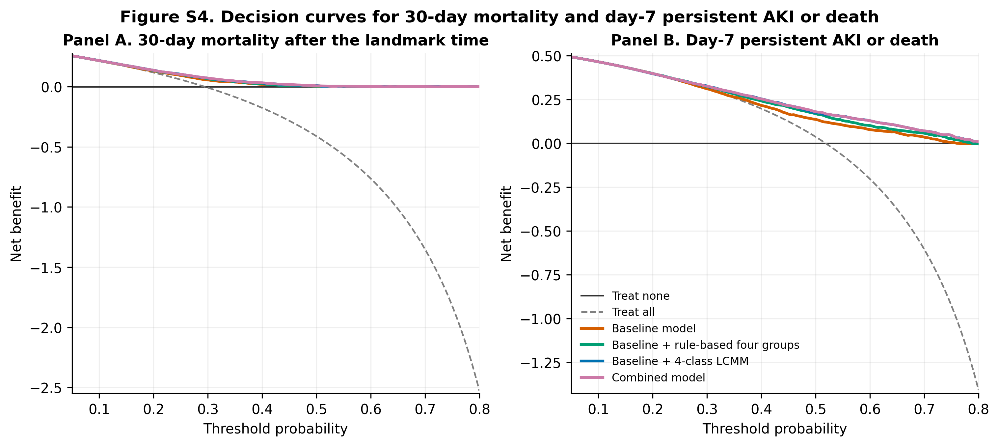 Figure S4. Decision curves for 30-day mortality and day-7 persistent AKI or death
Panel A. 30-day mortality after the landmark time
0.0
−0.5
−1.0
−1.5
−2.0
−2.5
Net benefit
0.1 0.2 0.3 0.4 0.5 0.6 0.7 0.8
Threshold probability
Panel B. Day-7 persistent AKI or death
0.50
0.25
0.00
−0.25
−0.50
−0.75
−1.00
−1.25
Net benefit
Treat none
Treat all
Baseline model
Baseline + rule-based four groups
Baseline + 4-class LCMM
Combined model
0.1 0.2 0.3 0.4 0.5 0.6 0.7 0.8
Threshold probability